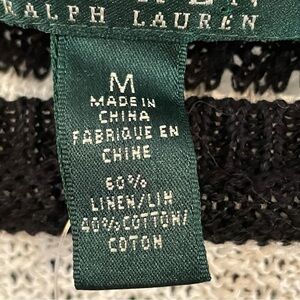 RALPH LAUREN
M
MADE IN
CHINA
FABRIQUE EN
CHINE
60%
LINEN/LIN
40% COTTON/
COTON